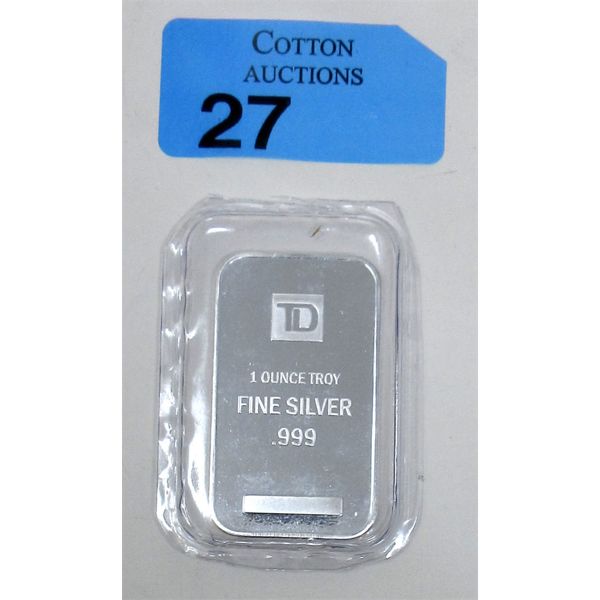 COTTON
AUCTIONS
27
TD
1 OUNCE TROY
FINE SILVER
.999